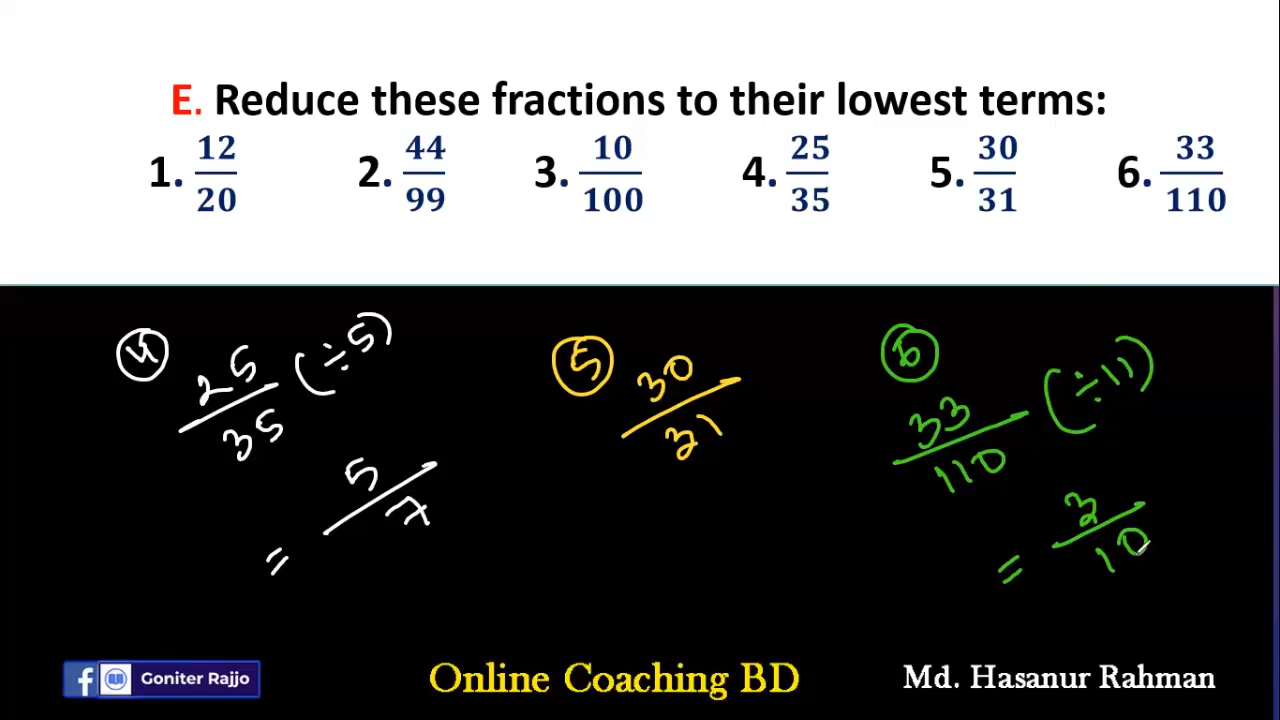 E. Reduce these fractions to their lowest terms:
1. 12/20 2. 44/99 3. 10/100 4. 25/35 5. 30/31 6. 33/110
4 25/35 (÷5)
= 5/7
5 30/31
6 33/110 (÷11)
= 3/10
f Goniter Rajjo
Online Coaching BD
Md. Hasanur Rahman